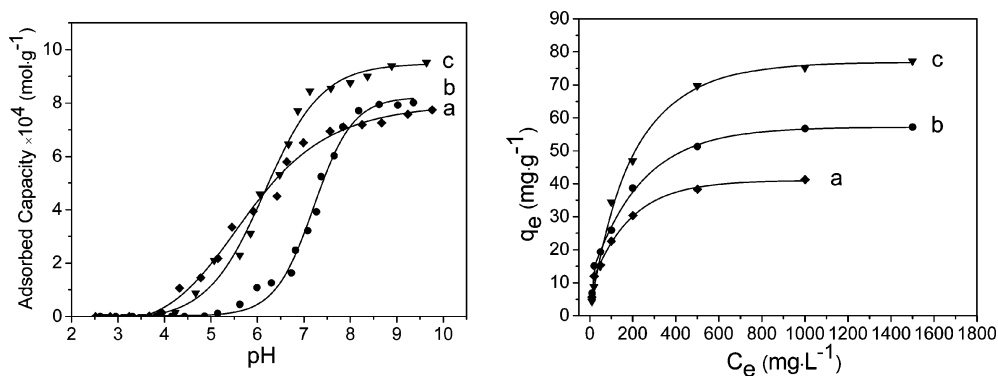 Adsorbed Capacity ×10⁴ (mol·g⁻¹)
10
8
6
4
2
0
2 3 4 5 6 7 8 9 10
pH
c
b
a
qₑ (mg·g⁻¹)
90
80
70
60
50
40
30
20
10
0
0 200 400 600 800 1000 1200 1400 1600 1800
Cₑ (mg·L⁻¹)
c
b
a